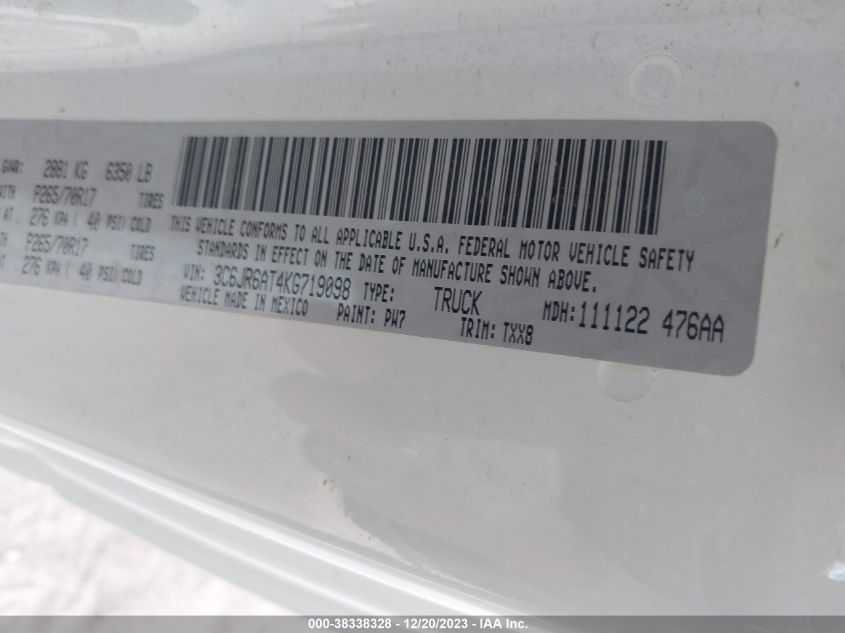 GVWR: 2881 KG 6350 LB
WITH P265/70R17 TIRES
AT. 276 KPA( 40 PSI) COLD
P265/70R17 TIRES
276 KPA( 40 PSI) COLD
THIS VEHICLE CONFORMS TO ALL APPLICABLE U.S.A. FEDERAL MOTOR VEHICLE SAFETY
STANDARDS IN EFFECT ON THE DATE OF MANUFACTURE SHOWN ABOVE.
VIN: 3C6JR6AT4KG719098 TYPE: TRUCK MDH:111122 476AA
VEHICLE MADE IN MEXICO PAINT: PW7 TRIM: TXX8
000-38338328 - 12/20/2023 - IAA Inc.